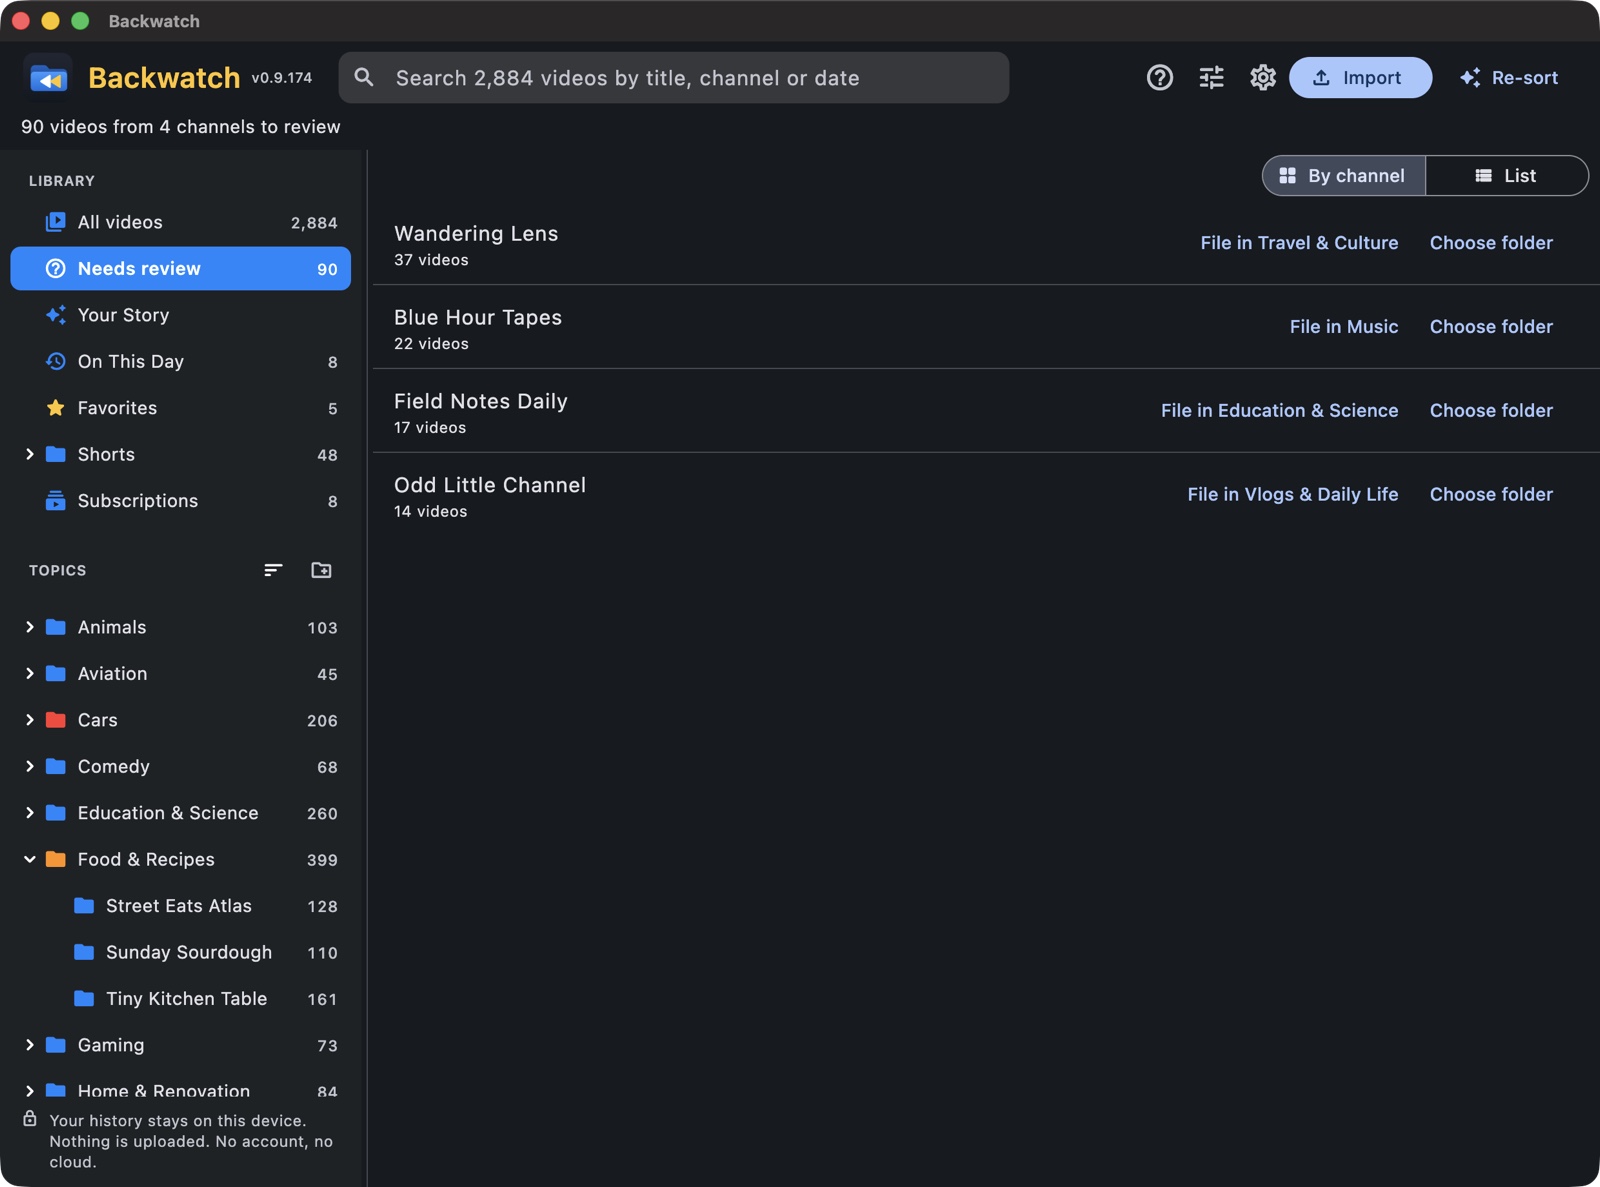 Backwatch
Backwatch v0.9.174
Search 2,884 videos by title, channel or date
Import
Re-sort
90 videos from 4 channels to review
LIBRARY
All videos 2,884
Needs review 90
Your Story
On This Day 8
Favorites 5
Shorts 48
Subscriptions 8
TOPICS
Animals 103
Aviation 45
Cars 206
Comedy 68
Education & Science 260
Food & Recipes 399
Street Eats Atlas 128
Sunday Sourdough 110
Tiny Kitchen Table 161
Gaming 73
Home & Renovation 84
Your history stays on this device.
Nothing is uploaded. No account, no
cloud.
By channel
List
Wandering Lens
37 videos
File in Travel & Culture
Choose folder
Blue Hour Tapes
22 videos
File in Music
Choose folder
Field Notes Daily
17 videos
File in Education & Science
Choose folder
Odd Little Channel
14 videos
File in Vlogs & Daily Life
Choose folder